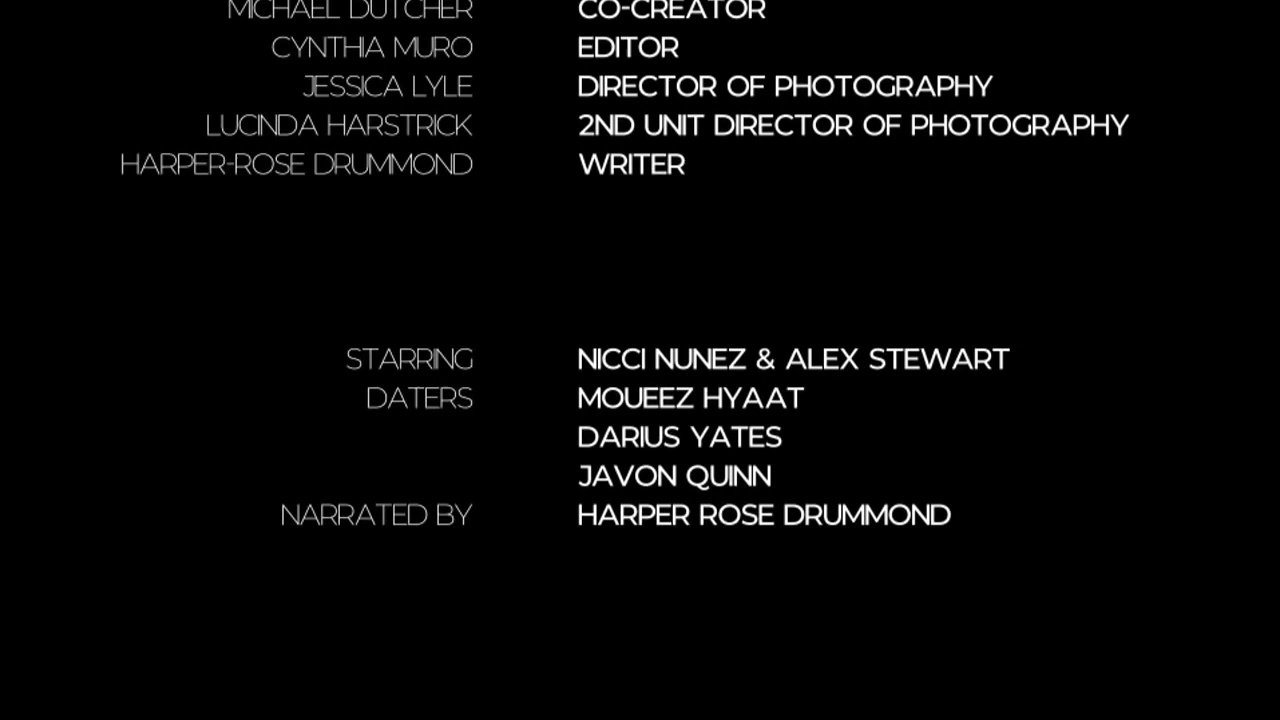 MICHAEL DUTCHER CO-CREATOR
CYNTHIA MURO EDITOR
JESSICA LYLE DIRECTOR OF PHOTOGRAPHY
LUCINDA HARSTRICK 2ND UNIT DIRECTOR OF PHOTOGRAPHY
HARPER-ROSE DRUMMOND WRITER
STARRING NICCI NUNEZ & ALEX STEWART
DATERS MOUEEZ HYAAT
DARIUS YATES
JAVON QUINN
NARRATED BY HARPER ROSE DRUMMOND